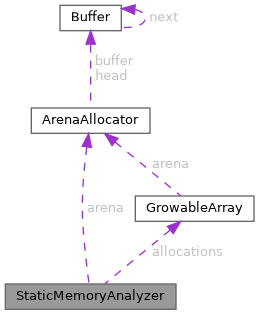 Buffer
next
buffer
head
ArenaAllocator
arena
GrowableArray
arena
allocations
StaticMemoryAnalyzer